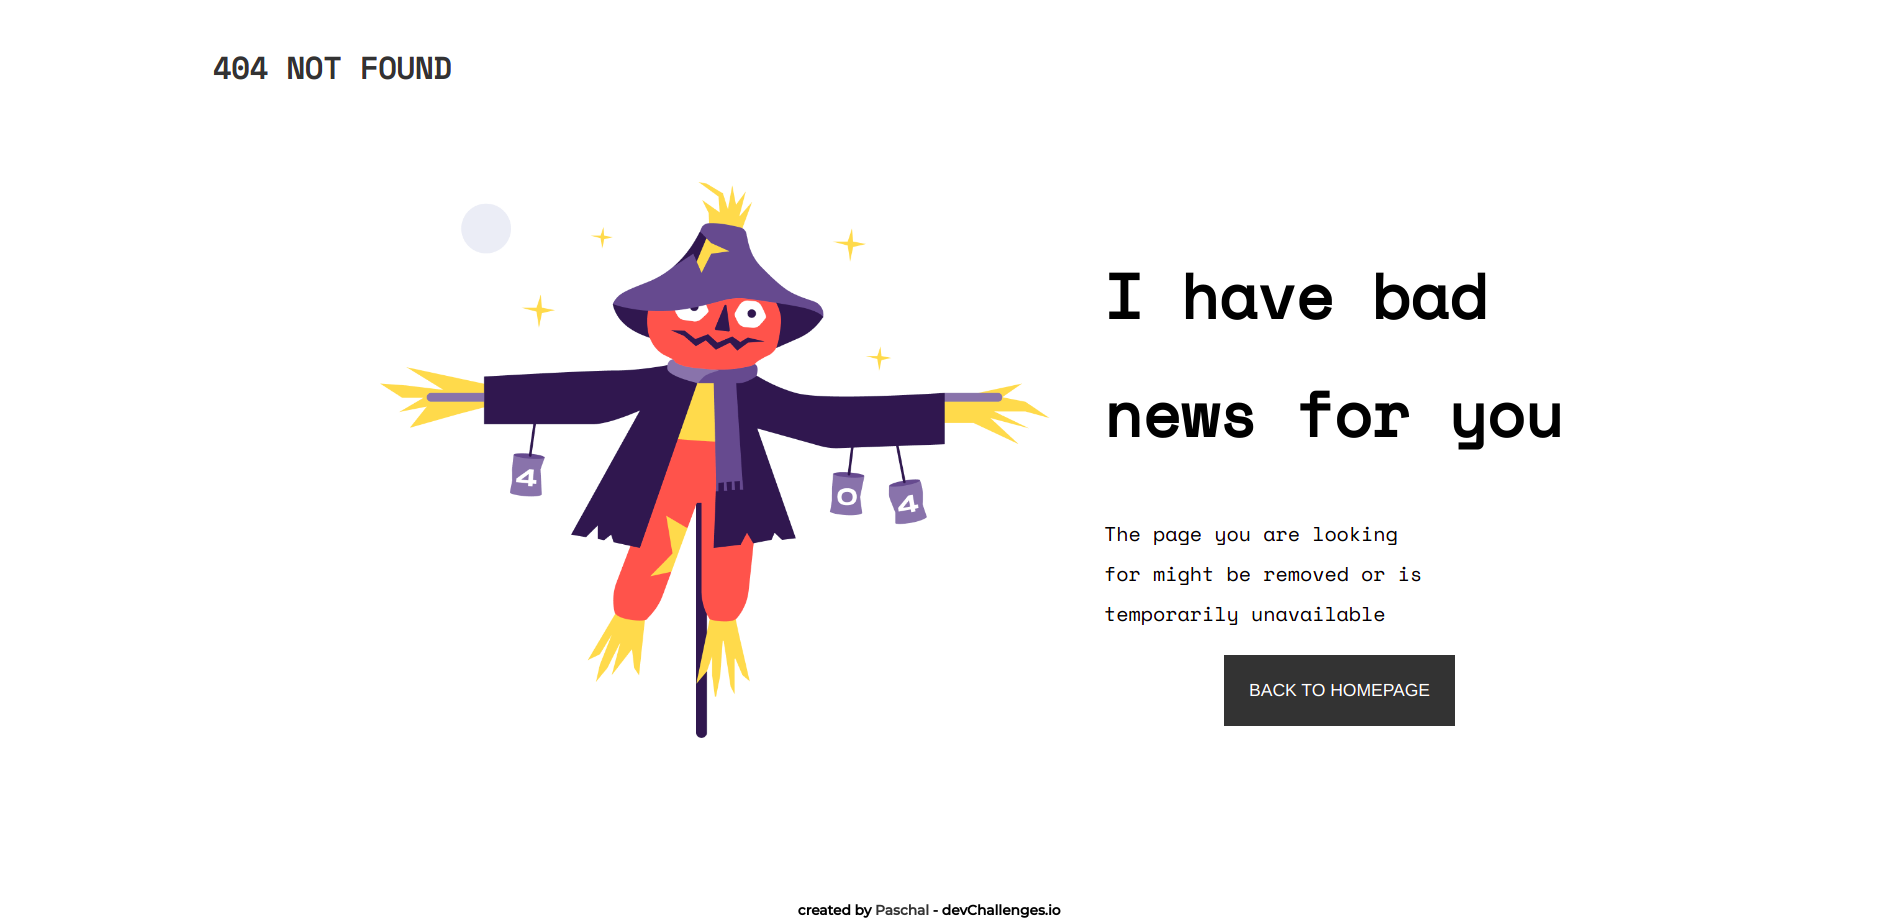 404 NOT FOUND
4
0
4
I have bad
news for you
The page you are looking
for might be removed or is
temporarily unavailable
BACK TO HOMEPAGE
created by Paschal - devChallenges.io